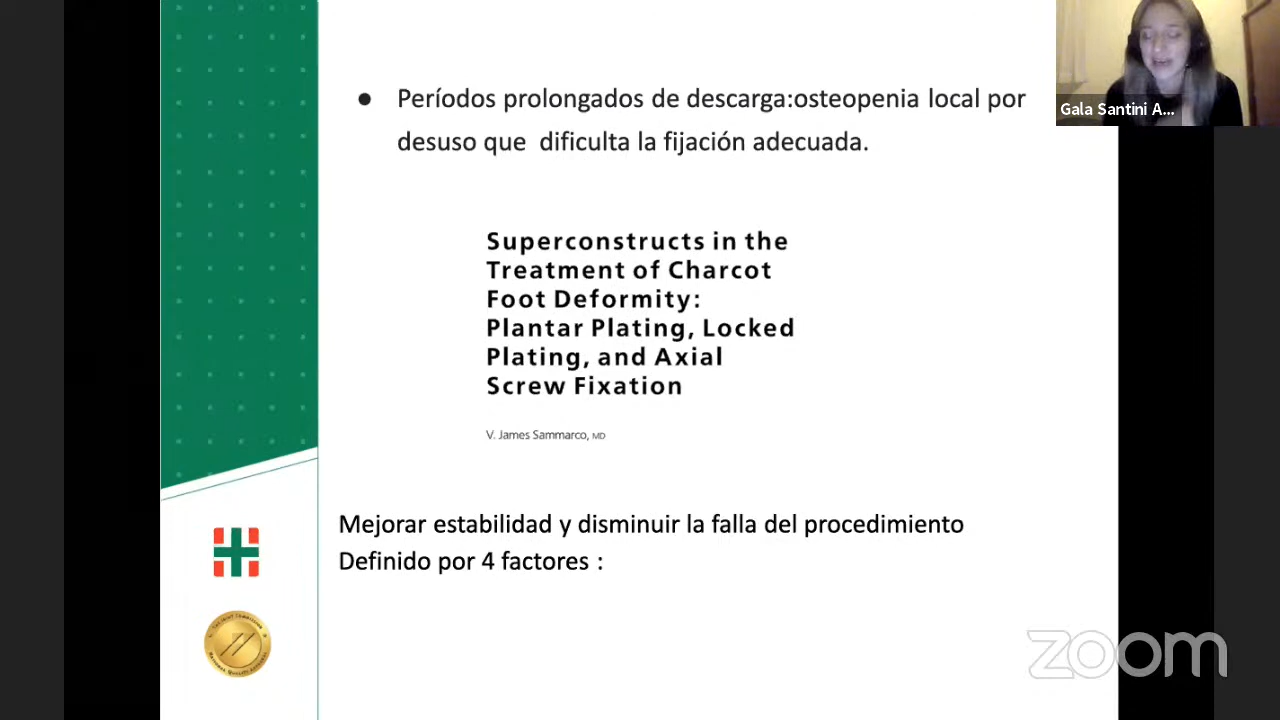 ● Períodos prolongados de descarga:osteopenia local por
desuso que dificulta la fijación adecuada.
Gala Santini A...
Superconstructs in the
Treatment of Charcot
Foot Deformity:
Plantar Plating, Locked
Plating, and Axial
Screw Fixation
V. James Sammarco, MD
Mejorar estabilidad y disminuir la falla del procedimiento
Definido por 4 factores :
zoom